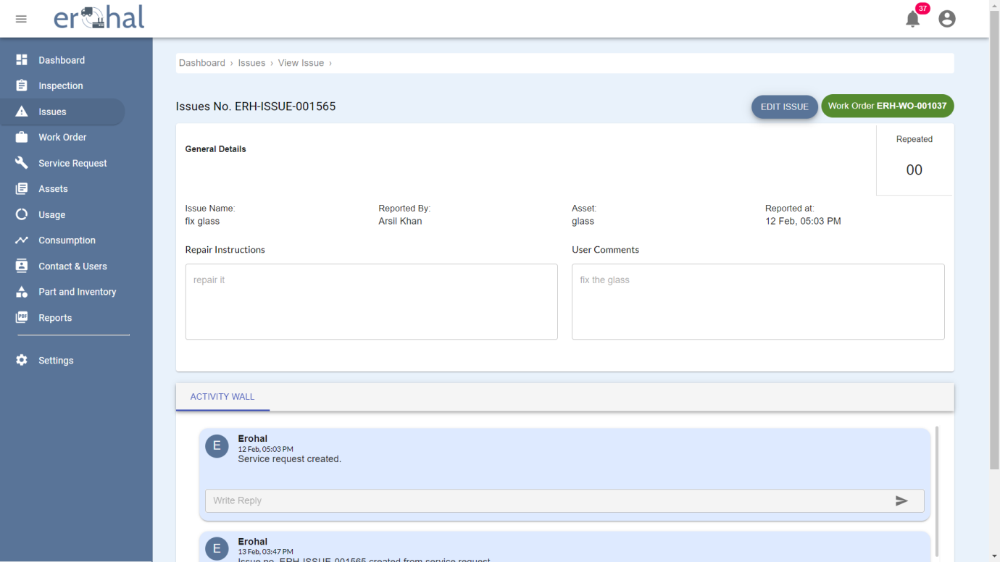 erohal
37
Dashboard
Inspection
Issues
Work Order
Service Request
Assets
Usage
Consumption
Contact & Users
Part and Inventory
PDF
Reports
Settings
Dashboard › Issues › View Issue ›
Issues No. ERH-ISSUE-001565
EDIT ISSUE
Work Order ERH-WO-001037
General Details
Repeated
00
Issue Name:
fix glass
Reported By:
Arsil Khan
Asset:
glass
Reported at:
12 Feb, 05:03 PM
Repair Instructions
repair it
User Comments
fix the glass
ACTIVITY WALL
E
Erohal
12 Feb, 05:03 PM
Service request created.
Write Reply
E
Erohal
13 Feb, 03:47 PM
Issue no. ERH-ISSUE-001565 created from service request